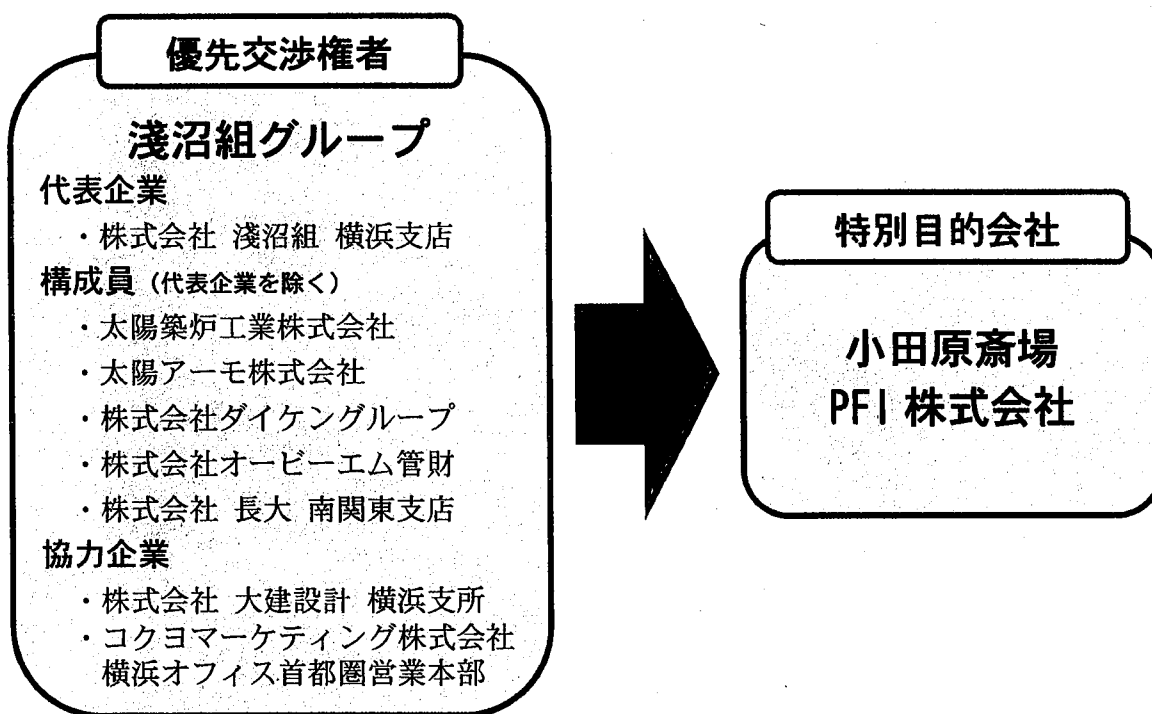 優先交渉権者
淺沼組グループ
代表企業
・株式会社 淺沼組 横浜支店
構成員（代表企業を除く）
・太陽築炉工業株式会社
・太陽アーモ株式会社
・株式会社ダイケングループ
・株式会社オービーエム管財
・株式会社 長大 南関東支店
協力企業
・株式会社 大建設計 横浜支所
・コクヨマーケティング株式会社
横浜オフィス首都圏営業本部
特別目的会社
小田原斎場
PFI 株式会社